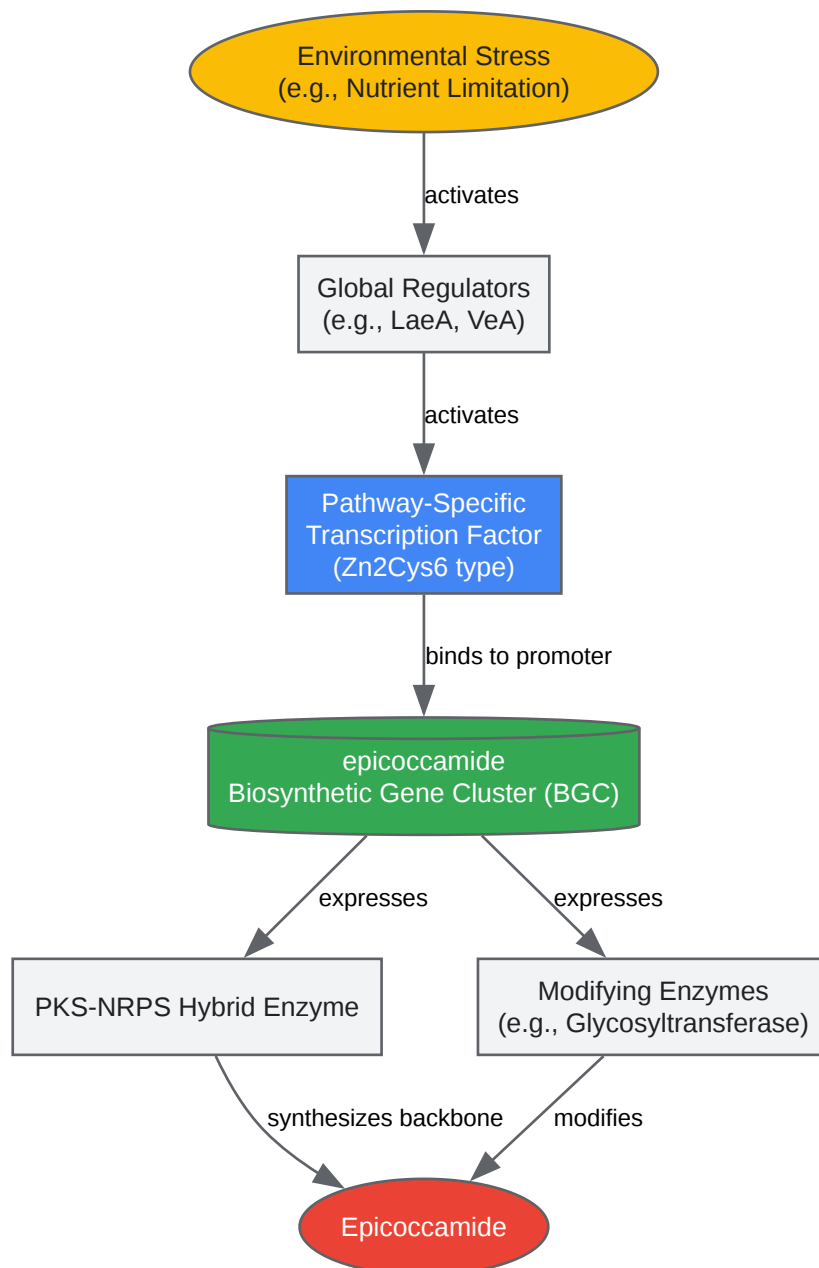 Environmental Stress
(e.g., Nutrient Limitation)
activates
Global Regulators
(e.g., LaeA, VeA)
activates
Pathway-Specific
Transcription Factor
(Zn2Cys6 type)
binds to promoter
epicoccamide
Biosynthetic Gene Cluster (BGC)
expresses
expresses
PKS-NRPS Hybrid Enzyme
Modifying Enzymes
(e.g., Glycosyltransferase)
synthesizes backbone
modifies
Epicoccamide